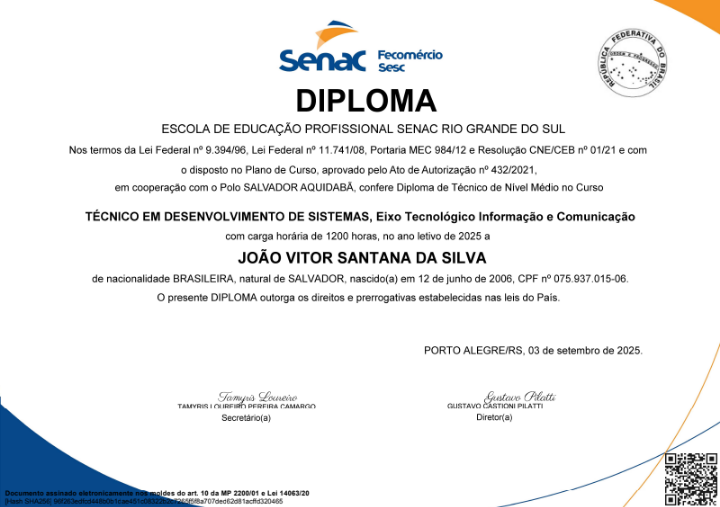 Senac Fecomércio
Sesc
REPÚBLICA FEDERATIVA DO BRASIL
DIPLOMA
ESCOLA DE EDUCAÇÃO PROFISSIONAL SENAC RIO GRANDE DO SUL
Nos termos da Lei Federal nº 9.394/96, Lei Federal nº 11.741/08, Portaria MEC 984/12 e Resolução CNE/CEB nº 01/21 e com
o disposto no Plano de Curso, aprovado pelo Ato de Autorização nº 432/2021,
em cooperação com o Polo SALVADOR AQUIDABÃ, confere Diploma de Técnico de Nível Médio no Curso
TÉCNICO EM DESENVOLVIMENTO DE SISTEMAS, Eixo Tecnológico Informação e Comunicação
com carga horária de 1200 horas, no ano letivo de 2025 a
JOÃO VITOR SANTANA DA SILVA
de nacionalidade BRASILEIRA, natural de SALVADOR, nascido(a) em 12 de junho de 2006, CPF nº 075.937.015-06.
O presente DIPLOMA outorga os direitos e prerrogativas estabelecidas nas leis do País.
PORTO ALEGRE/RS, 03 de setembro de 2025.
Tamyris Loureiro
TAMYRIS LOUREIRO PEREIRA CAMARGO
Secretário(a)
Gustavo Pilatti
GUSTAVO CASTIONI PILATTI
Diretor(a)
Documento assinado eletronicamente nos moldes do art. 10 da MP 2200/01 e Lei 14063/20